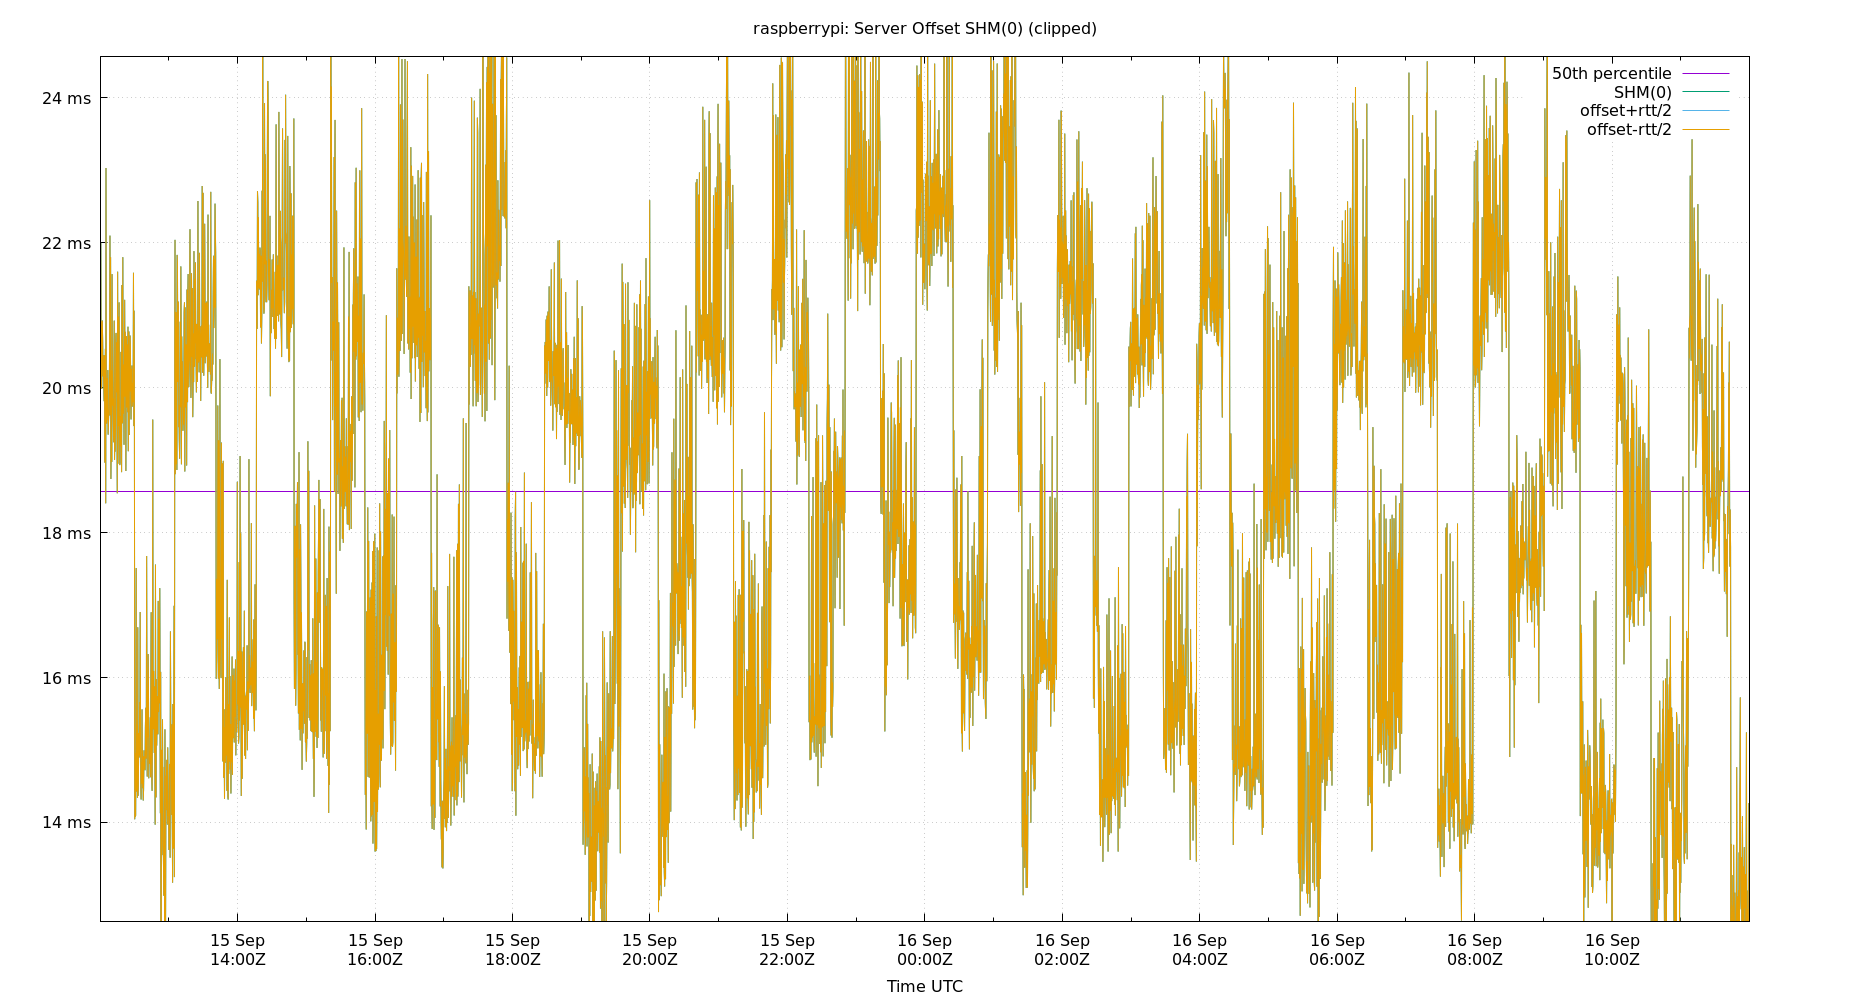 raspberrypi: Server Offset SHM(0) (clipped)
50th percentile
SHM(0)
offset+rtt/2
offset-rtt/2
24 ms
22 ms
20 ms
18 ms
16 ms
14 ms
15 Sep 15 Sep 15 Sep 15 Sep 15 Sep 16 Sep 16 Sep 16 Sep 16 Sep 16 Sep 16 Sep
14:00Z 16:00Z 18:00Z 20:00Z 22:00Z 00:00Z 02:00Z 04:00Z 06:00Z 08:00Z 10:00Z
Time UTC